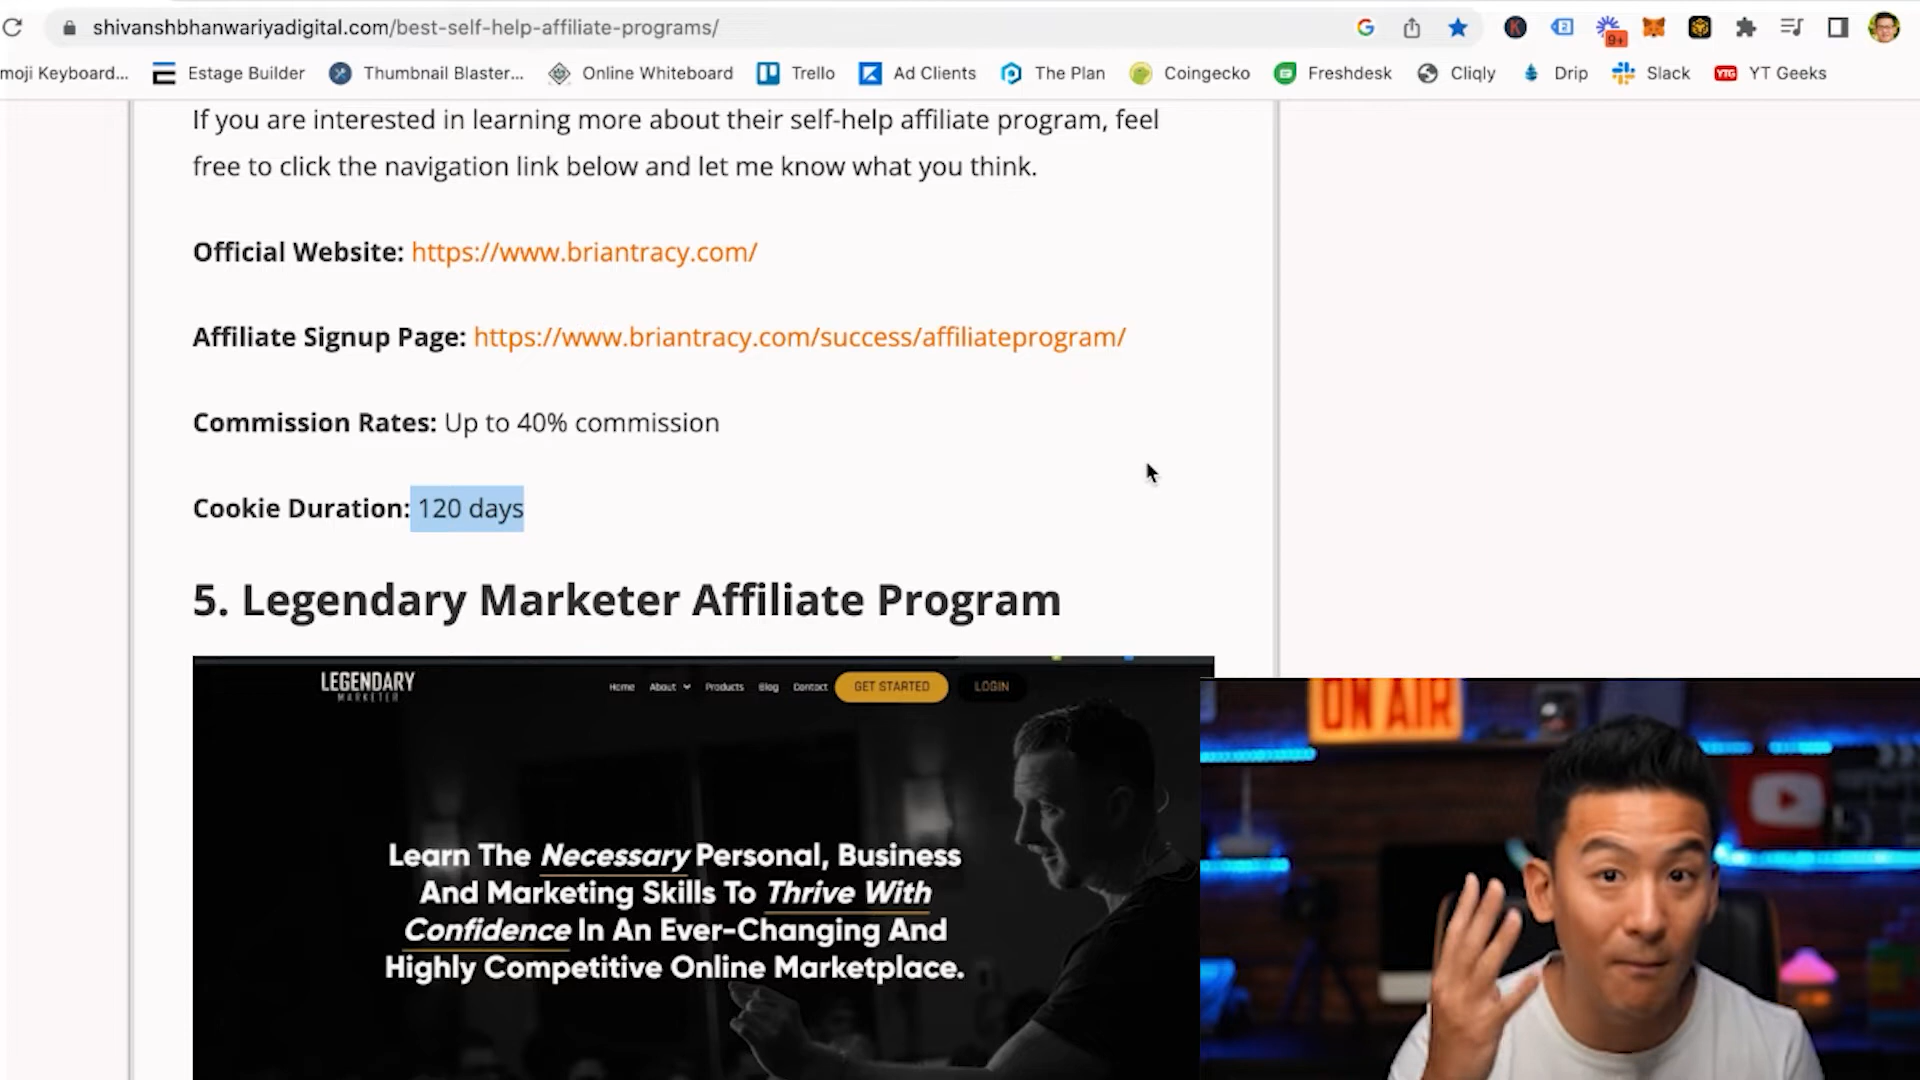 shivanshbhanwariyadigital.com/best-self-help-affiliate-programs/
9+
moji Keyboard...
Estage Builder
Thumbnail Blaster...
Online Whiteboard
Trello
Ad Clients
The Plan
Coingecko
Freshdesk
Cliqly
Drip
Slack
YTG
YT Geeks
If you are interested in learning more about their self-help affiliate program, feel
free to click the navigation link below and let me know what you think.
Official Website: https://www.briantracy.com/
Affiliate Signup Page: https://www.briantracy.com/success/affiliateprogram/
Commission Rates: Up to 40% commission
Cookie Duration: 120 days
5. Legendary Marketer Affiliate Program
LEGENDARY
MARKETER
Home
About
Products
Blog
Contact
GET STARTED
LOGIN
Learn The Necessary Personal, Business
And Marketing Skills To Thrive With
Confidence In An Ever-Changing And
Highly Competitive Online Marketplace.
ON AIR